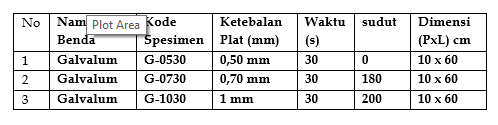 No Nam Plot Area Kode Ketebalan Waktu sudut Dimensi
Benda Spesimen Plat (mm) (s) (PxL) cm
1 Galvalum G-0530 0,50 mm 30 0 10 x 60
2 Galvalum G-0730 0,70 mm 30 180 10 x 60
3 Galvalum G-1030 1 mm 30 200 10 x 60